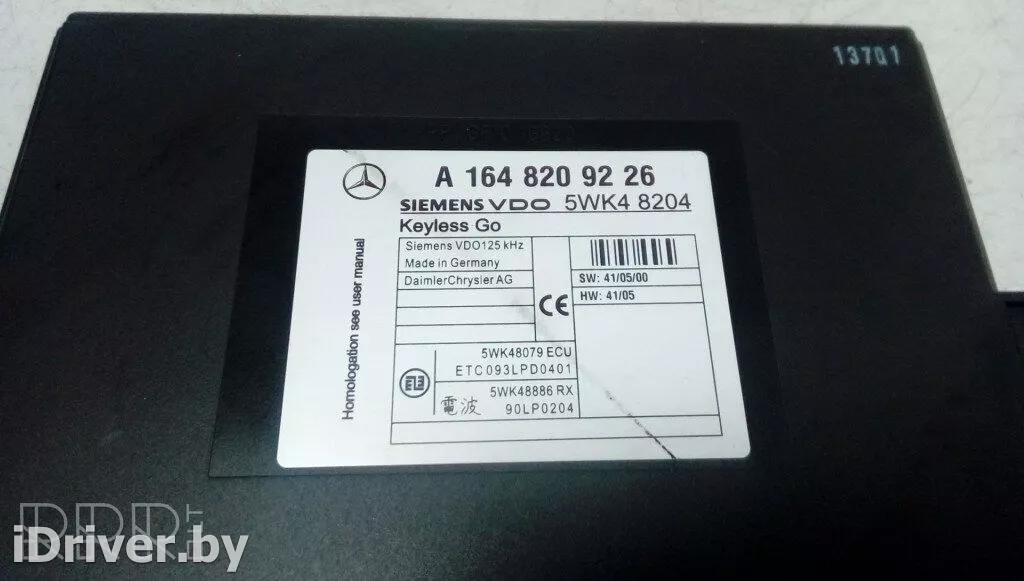 13701
A 164 820 92 26
SIEMENS VDO 5WK4 8204
Keyless Go
Siemens VDO125 kHz
Made in Germany
DaimlerChrysler AG
SW: 41/05/00
HW: 41/05
CE
5WK48079 ECU
ETC093LPD0401
5WK48886 RX
電波 90LP0204
Homologation see user manual
iDriver.by